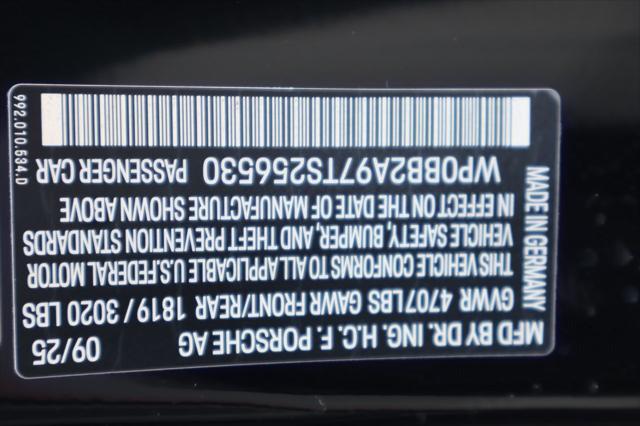 MFD BY DR. ING. H.C. F. PORSCHE AG 09/25
GVWR 4707 LBS GAWR FRONT/REAR 1819 / 3020 LBS
THIS VEHICLE CONFORMS TO ALL APPLICABLE U.S. FEDERAL MOTOR
VEHICLE SAFETY, BUMPER, AND THEFT PREVENTION STANDARDS
IN EFFECT ON THE DATE OF MANUFACTURE SHOWN ABOVE
WP0BB2A97TS256530 PASSENGER CAR
MADE IN GERMANY
992.010.534.D